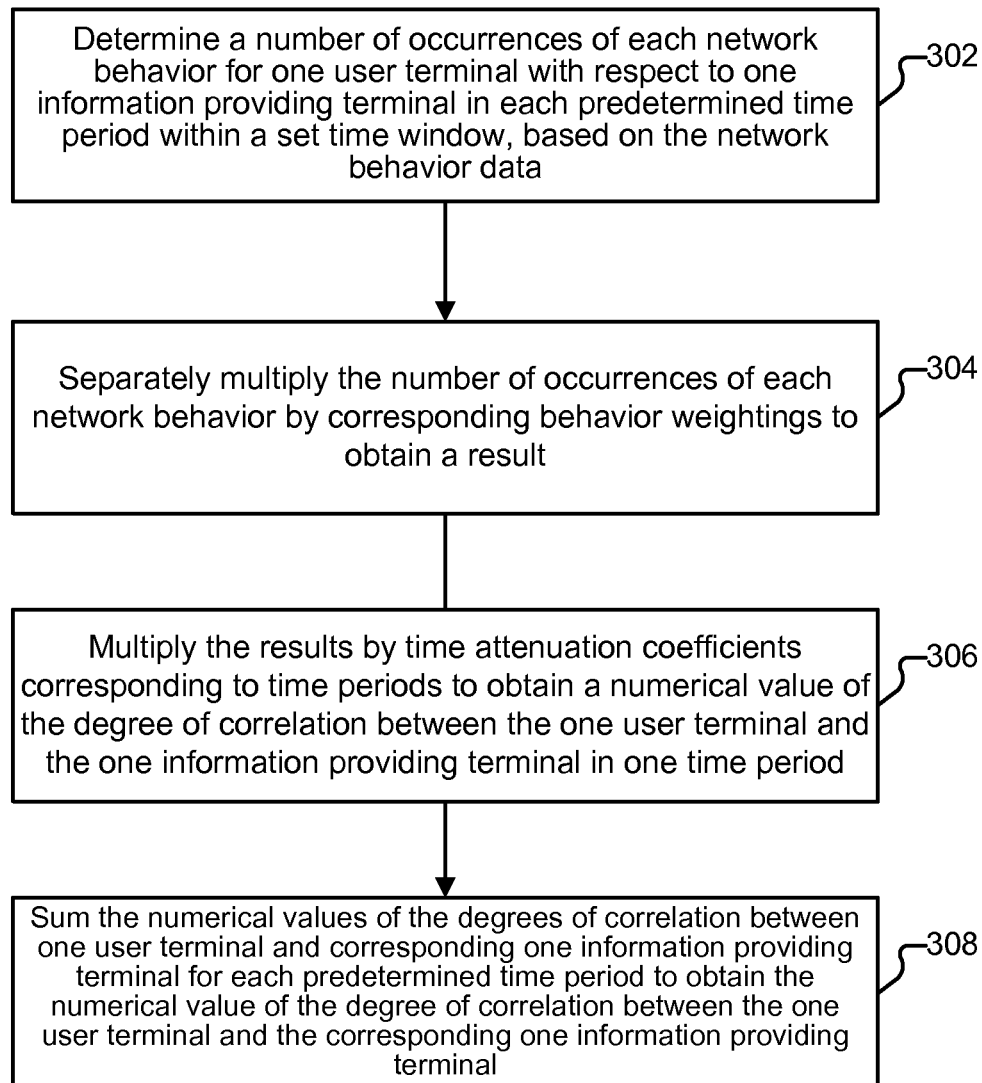 Determine a number of occurrences of each network
behavior for one user terminal with respect to one
information providing terminal in each predetermined time
period within a set time window, based on the network
behavior data
302
Separately multiply the number of occurrences of each
network behavior by corresponding behavior weightings to
obtain a result
304
Multiply the results by time attenuation coefficients
corresponding to time periods to obtain a numerical value of
the degree of correlation between the one user terminal and
the one information providing terminal in one time period
306
Sum the numerical values of the degrees of correlation between
one user terminal and corresponding one information providing
terminal for each predetermined time period to obtain the
numerical value of the degree of correlation between the one
user terminal and the corresponding one information providing
terminal
308